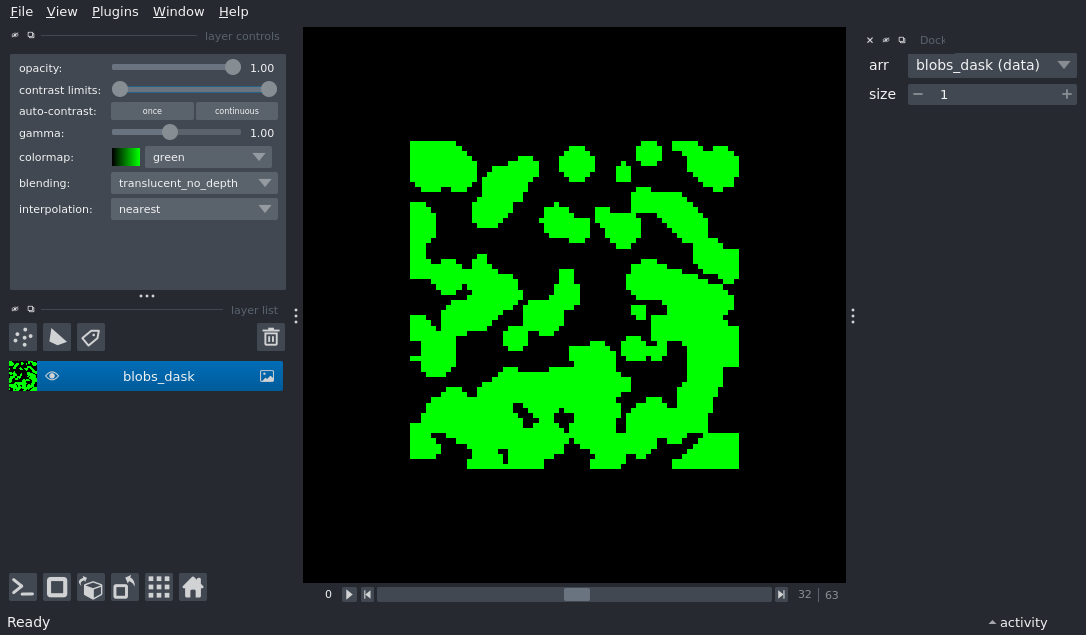 File View Plugins Window Help
layer controls
opacity: 1.00
contrast limits:
auto-contrast: once continuous
gamma: 1.00
colormap: green
blending: translucent_no_depth
interpolation: nearest
layer list
blobs_dask
0 32 63
Ready
Dock
arr blobs_dask (data)
size 1
activity